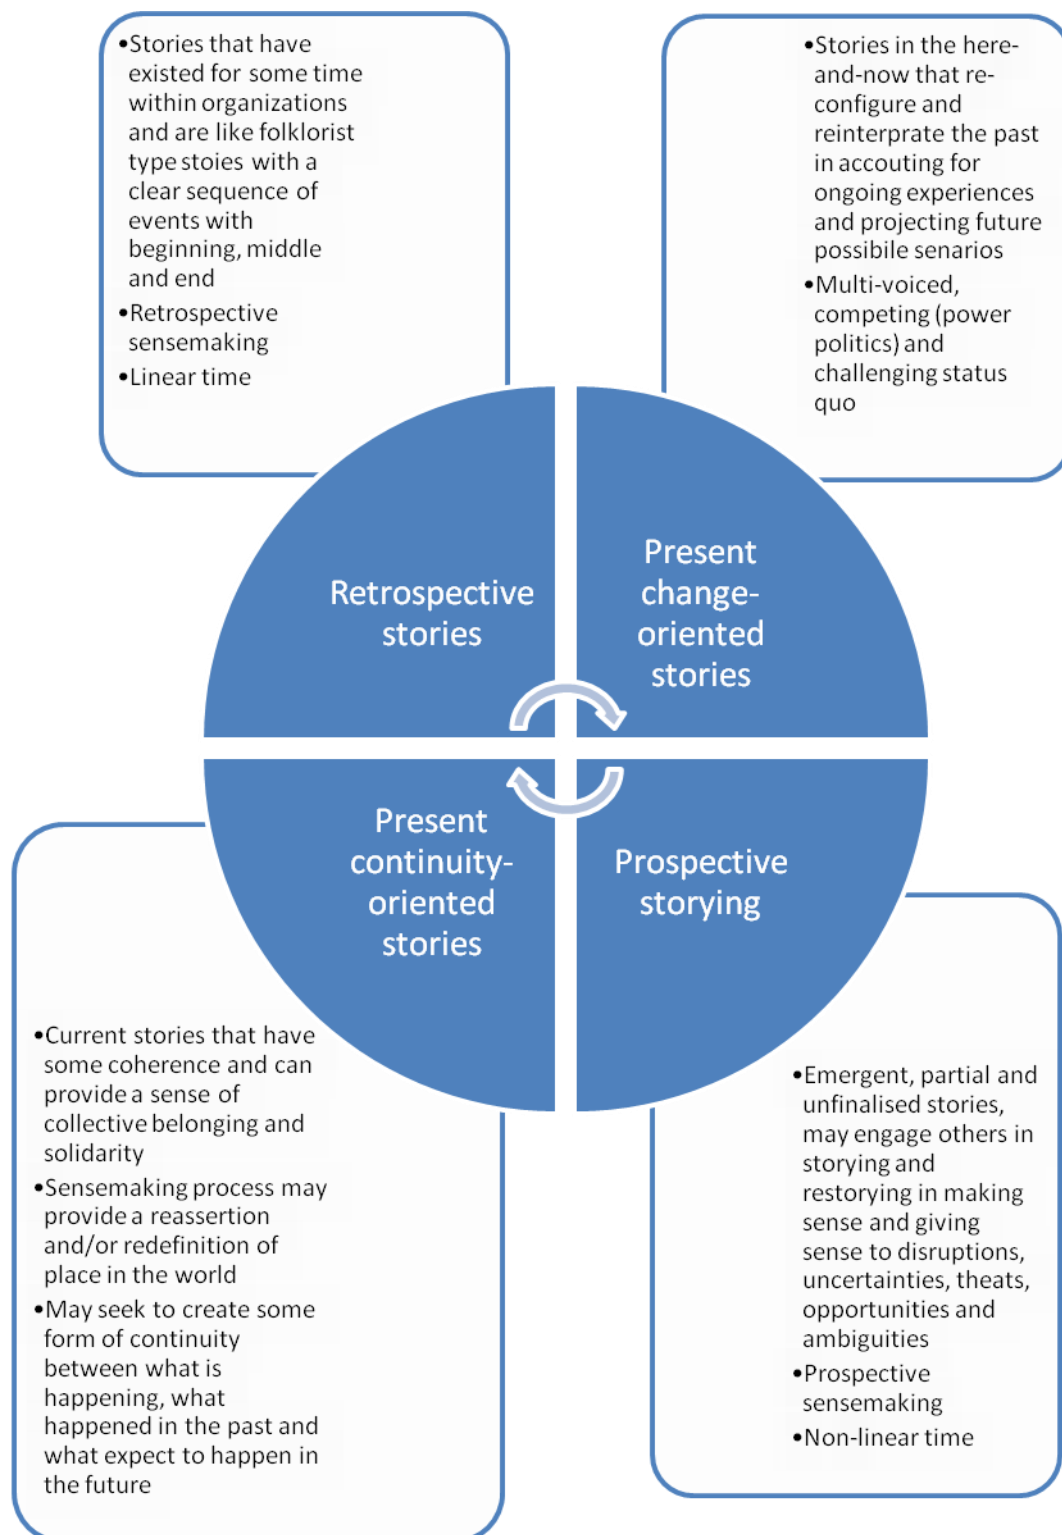 •Stories that have
existed for some time
within organizations
and are like folklorist
type stoies with a
clear sequence of
events with
beginning, middle
and end
•Retrospective
sensemaking
•Linear time
•Stories in the here-
and-now that re-
configure and
reinterprate the past
in accouting for
ongoing experiences
and projecting future
possibile senarios
•Multi-voiced,
competing (power
politics) and
challenging status
quo
Retrospective
stories
Present
change-
oriented
stories
Present
continuity-
oriented
stories
Prospective
storying
•Current stories that have
some coherence and can
provide a sense of
collective belonging and
solidarity
•Sensemaking process may
provide a reassertion
and/or redefinition of
place in the world
•May seek to create some
form of continuity
between what is
happening, what
happened in the past and
what expect to happen in
the future
•Emergent, partial and
unfinalised stories,
may engage others in
storying and
restorying in making
sense and giving
sense to disruptions,
uncertainties, theats,
opportunities and
ambiguities
•Prospective
sensemaking
•Non-linear time